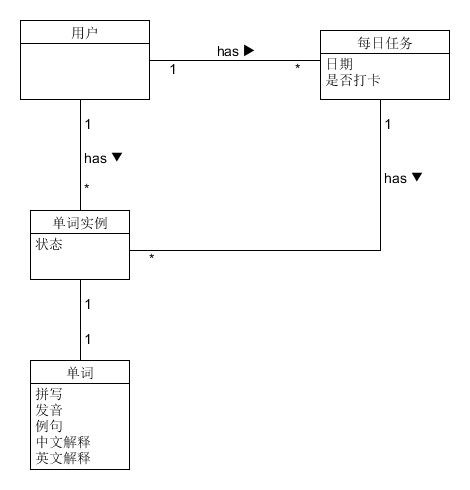 用户
has ▶
1
*
每日任务
日期
是否打卡
1
has ▼
*
1
has ▼
单词实例
状态
*
1
1
单词
拼写
发音
例句
中文解释
英文解释